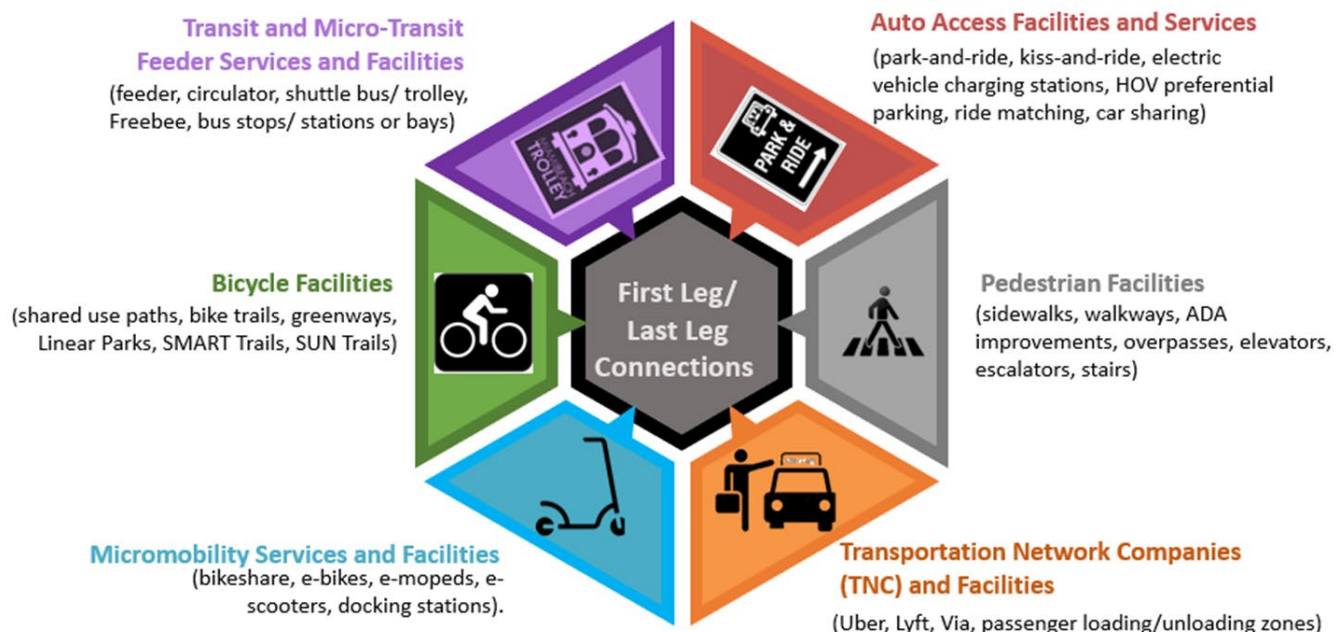 Transit and Micro-Transit
Feeder Services and Facilities
(feeder, circulator, shuttle bus/ trolley,
Freebee, bus stops/ stations or bays)
MIAMI BEACH
TROLLEY
Auto Access Facilities and Services
(park-and-ride, kiss-and-ride, electric
vehicle charging stations, HOV preferential
parking, ride matching, car sharing)
PARK &
RIDE
Bicycle Facilities
(shared use paths, bike trails, greenways,
Linear Parks, SMART Trails, SUN Trails)
First Leg/
Last Leg
Connections
Pedestrian Facilities
(sidewalks, walkways, ADA
improvements, overpasses, elevators,
escalators, stairs)
Micromobility Services and Facilities
(bikeshare, e-bikes, e-mopeds, e-
scooters, docking stations).
Transportation Network Companies
(TNC) and Facilities
(Uber, Lyft, Via, passenger loading/unloading zones)